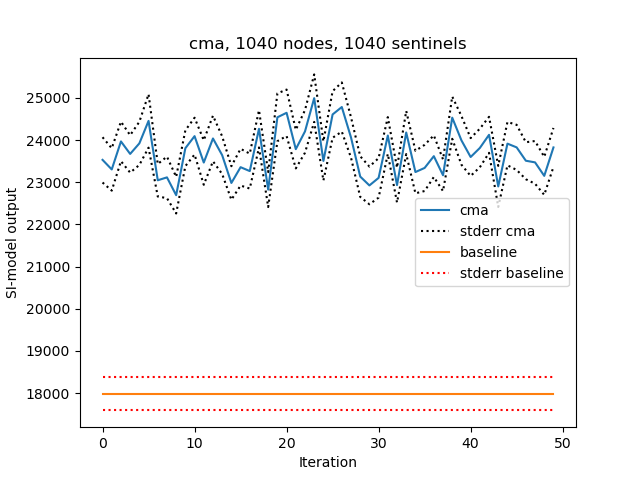 cma, 1040 nodes, 1040 sentinels
SI-model output
25000
24000
23000
22000
21000
20000
19000
18000
cma
stderr cma
baseline
stderr baseline
0 10 20 30 40 50
Iteration